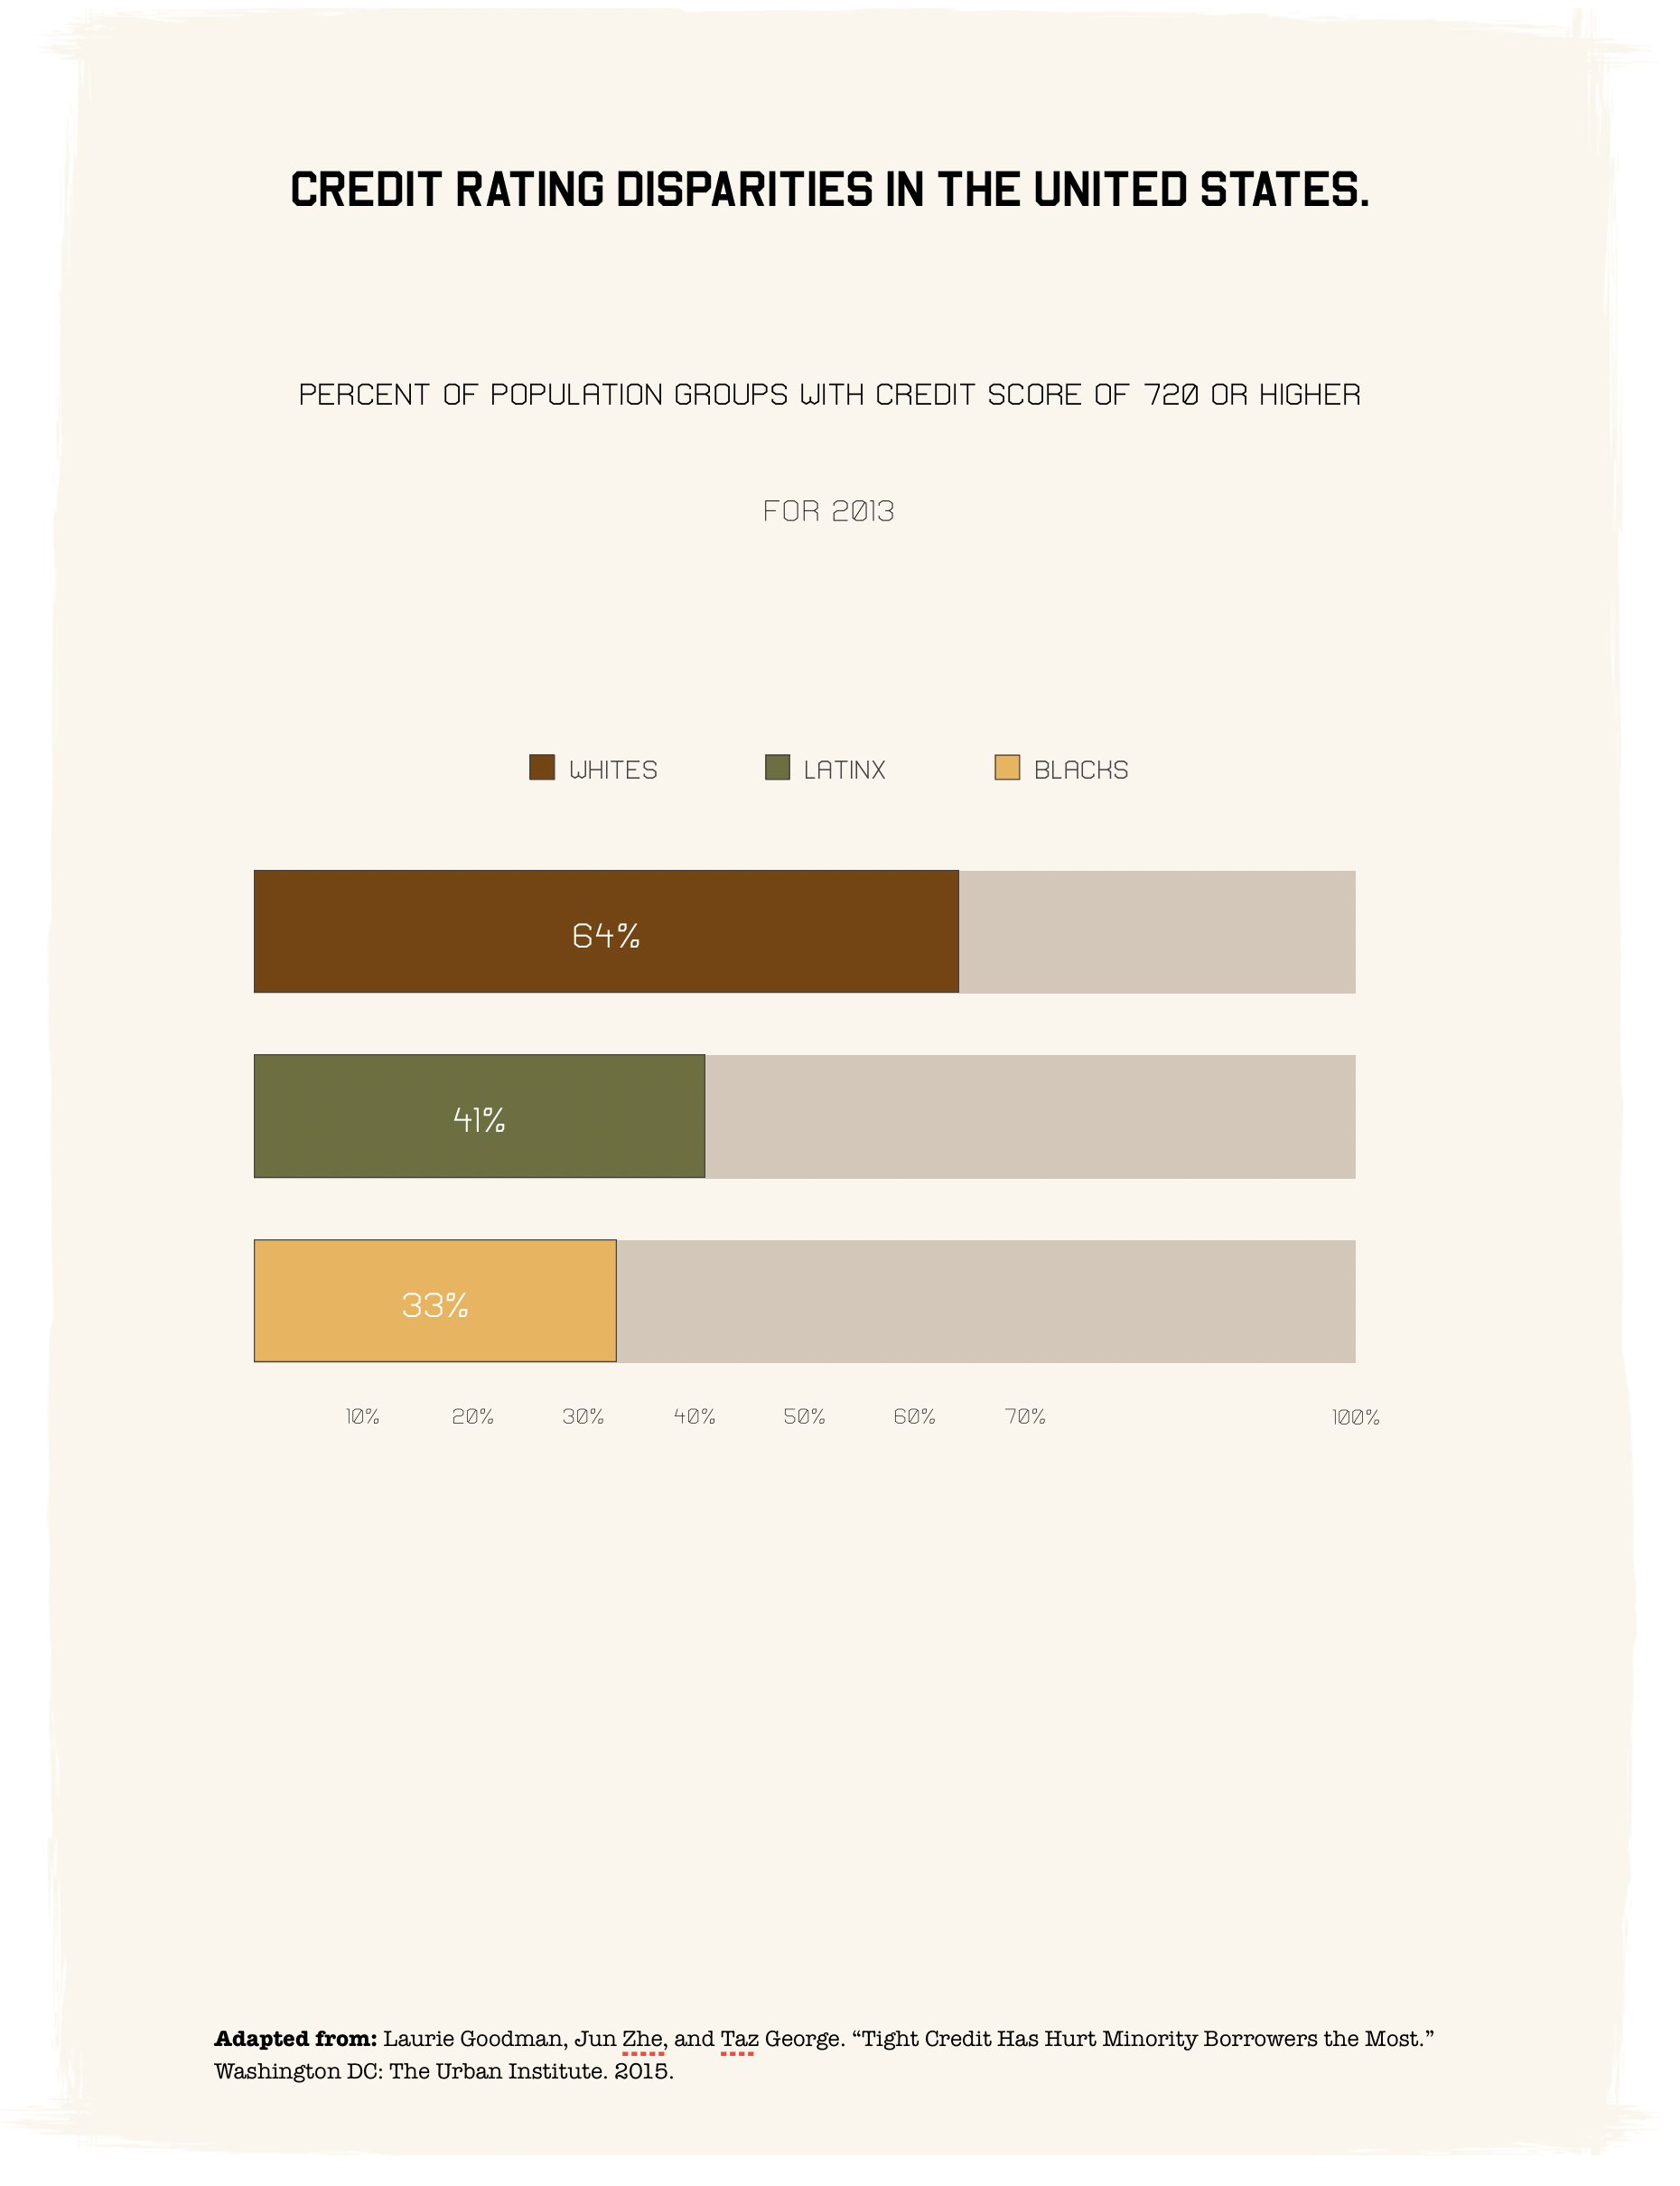 CREDIT RATING DISPARITIES IN THE UNITED STATES.
PERCENT OF POPULATION GROUPS WITH CREDIT SCORE OF 720 OR HIGHER
FOR 2013
WHITES LATINX BLACKS
64%
41%
33%
10% 20% 30% 40% 50% 60% 70% 100%
Adapted from: Laurie Goodman, Jun Zhe, and Taz George. “Tight Credit Has Hurt Minority Borrowers the Most.”
Washington DC: The Urban Institute. 2015.